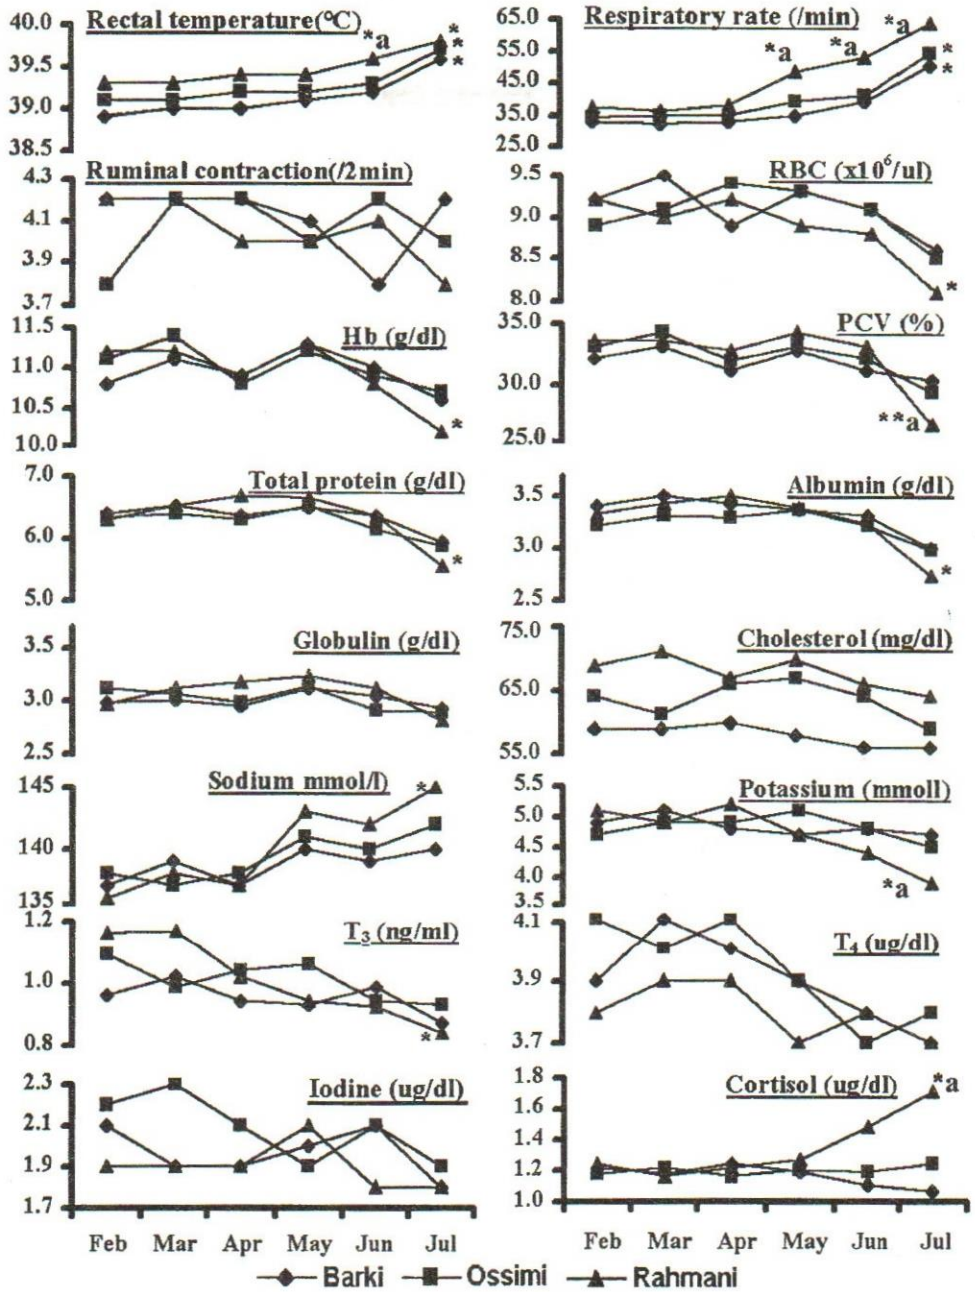 Rectal temperature(°C)
40.0
39.5
39.0
38.5
*a
*
*
*
Respiratory rate (/min)
65.0
55.0
45.0
35.0
25.0
*a
*a
*a
*
*
Ruminal contraction(/2min)
4.3
4.1
3.9
3.7
RBC (x10⁶/ul)
9.5
9.0
8.5
8.0
*
Hb (g/dl)
11.5
11.0
10.5
10.0
*
PCV (%)
35.0
30.0
25.0
**a
Total protein (g/dl)
7.0
6.0
5.0
*
Albumin (g/dl)
3.5
3.0
2.5
*
Globulin (g/dl)
3.5
3.0
2.5
Cholesterol (mg/dl)
75.0
65.0
55.0
Sodium mmol/l)
145
140
135
*
Potassium (mmoll)
5.5
5.0
4.5
4.0
3.5
*a
T₃ (ng/ml)
1.2
1.0
0.8
*
T₄ (ug/dl)
4.1
3.9
3.7
Iodine (ug/dl)
2.3
2.1
1.9
1.7
Cortisol (ug/dl)
1.8
1.6
1.4
1.2
1.0
*a
Feb Mar Apr May Jun Jul
Feb Mar Apr May Jun Jul
Barki Ossimi Rahmani